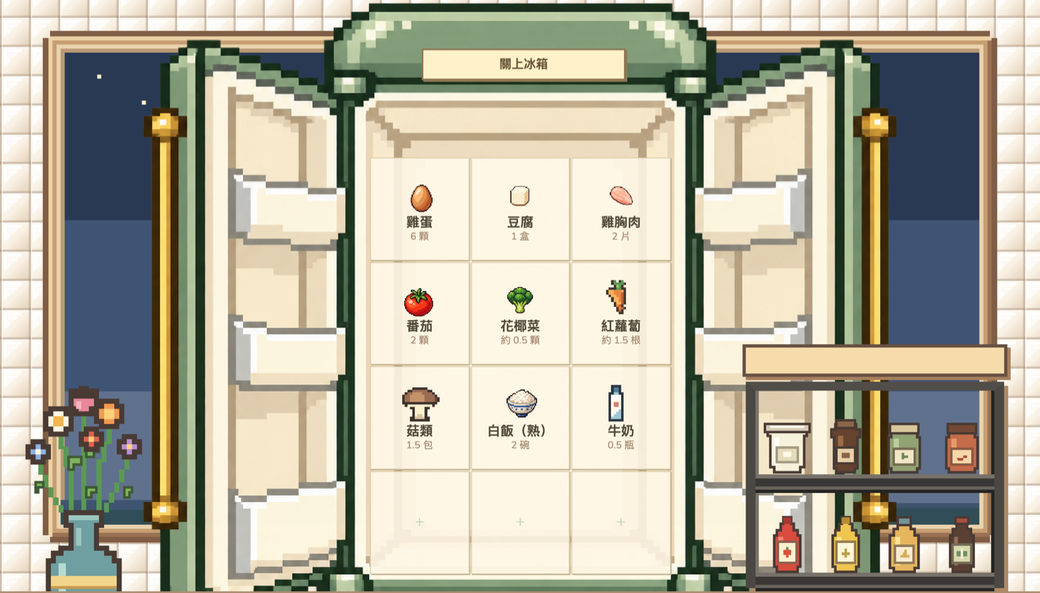 關上冰箱
雞蛋
6 顆
豆腐
1 盒
雞胸肉
2 片
番茄
2 顆
花椰菜
約 0.5 顆
紅蘿蔔
約 1.5 根
菇類
1.5 包
白飯（熟）
2 碗
牛奶
0.5 瓶
+
+
+